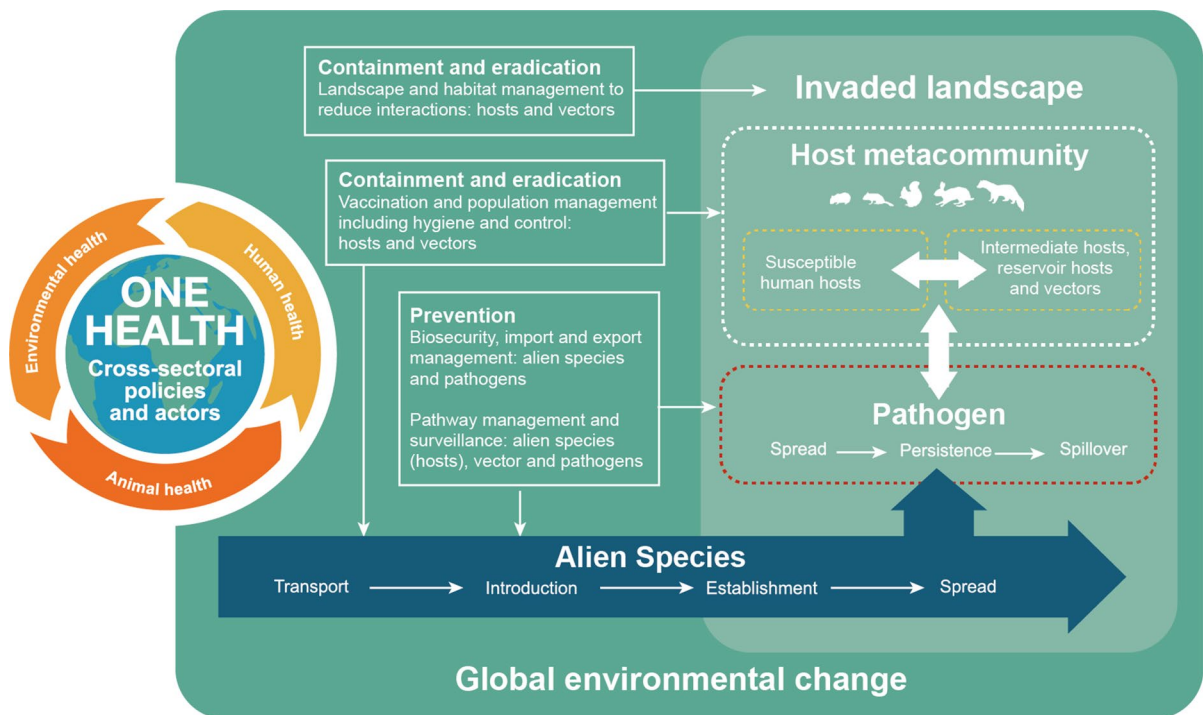 Environmental health
Human health
Animal health
ONE
HEALTH
Cross-sectoral
policies
and actors
Containment and eradication
Landscape and habitat management to
reduce interactions: hosts and vectors
Containment and eradication
Vaccination and population management
including hygiene and control:
hosts and vectors
Prevention
Biosecurity, import and export
management: alien species
and pathogens
Pathway management and
surveillance: alien species
(hosts), vector and pathogens
Invaded landscape
Host metacommunity
Susceptible
human hosts
Intermediate hosts,
reservoir hosts
and vectors
Pathogen
Spread
Persistence
Spillover
Alien Species
Transport
Introduction
Establishment
Spread
Global environmental change